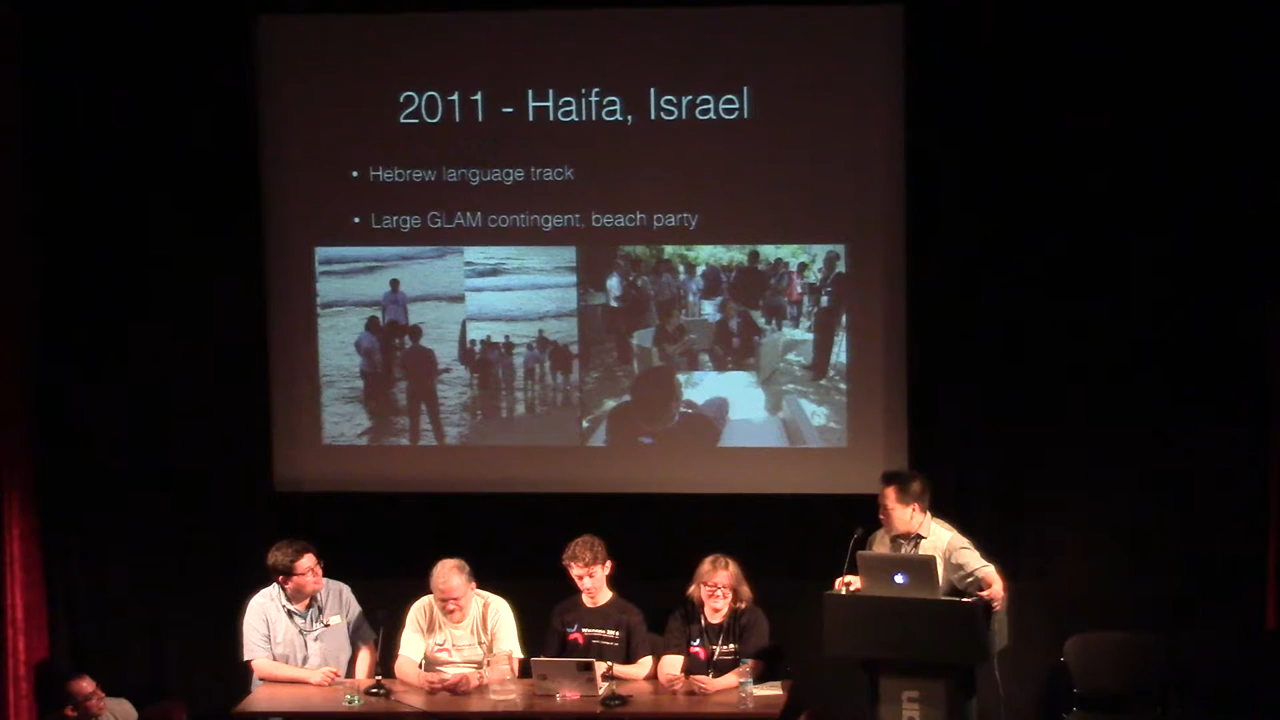 2011 - Haifa, Israel
• Hebrew language track
• Large GLAM contingent, beach party